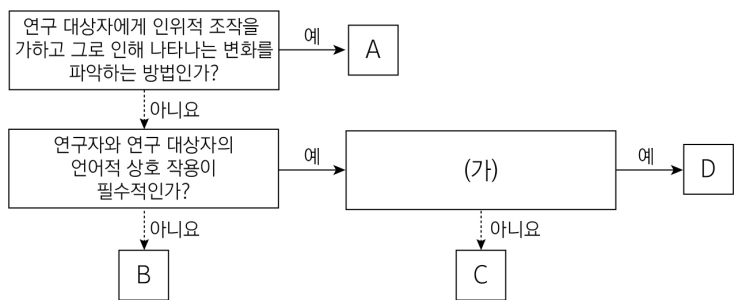 연구 대상자에게 인위적 조작을
가하고 그로 인해 나타나는 변화를
파악하는 방법인가?
예
A
아니요
연구자와 연구 대상자의
언어적 상호 작용이
필수적인가?
예
(가)
예
D
아니요
아니요
B
C